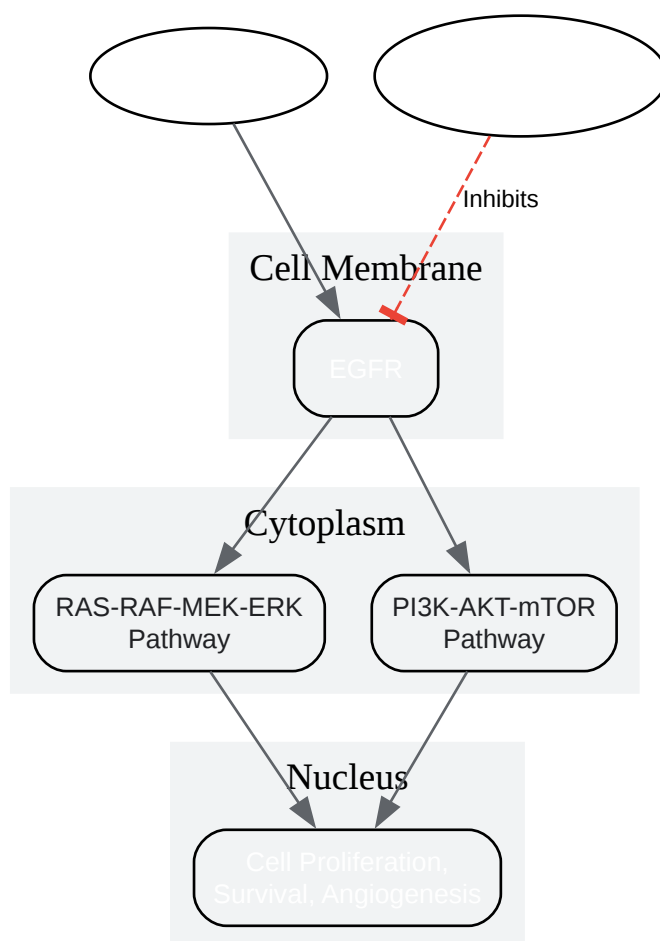 Inhibits
Cell Membrane
EGFR
Cytoplasm
RAS-RAF-MEK-ERK
Pathway
PI3K-AKT-mTOR
Pathway
Nucleus
Cell Proliferation,
Survival, Angiogenesis